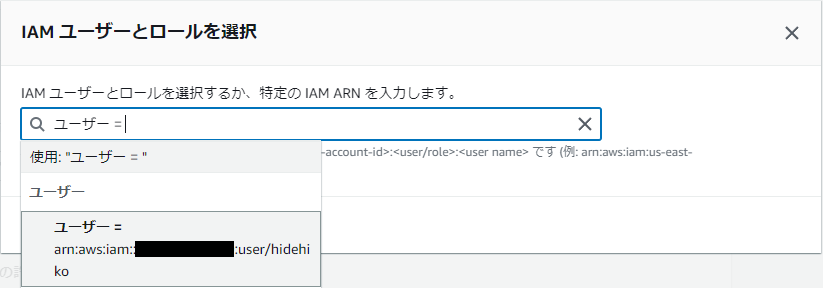 IAM ユーザーとロールを選択
IAM ユーザーとロールを選択するか、特定の IAM ARN を入力します。
ユーザー =
使用: "ユーザー = "
-account-id>:<user/role>:<user name> です (例: arn:aws:iam:us-east-
ユーザー
ユーザー =
arn:aws:iam::
:user/hidehi
ko